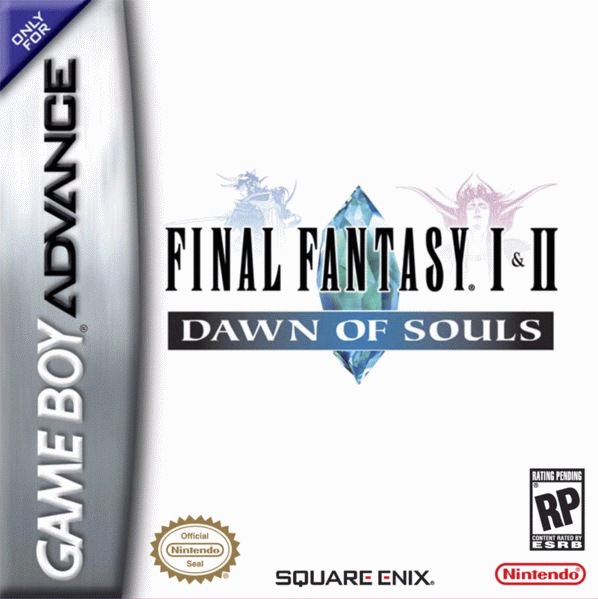 ONLY
FOR
GAME BOY ADVANCE
®
FINAL FANTASY® I & II
DAWN OF SOULS
RATING PENDING
®
RP
CONTENT RATED BY
ESRB
Official
Nintendo
Seal
SQUARE ENIX®
Nintendo®